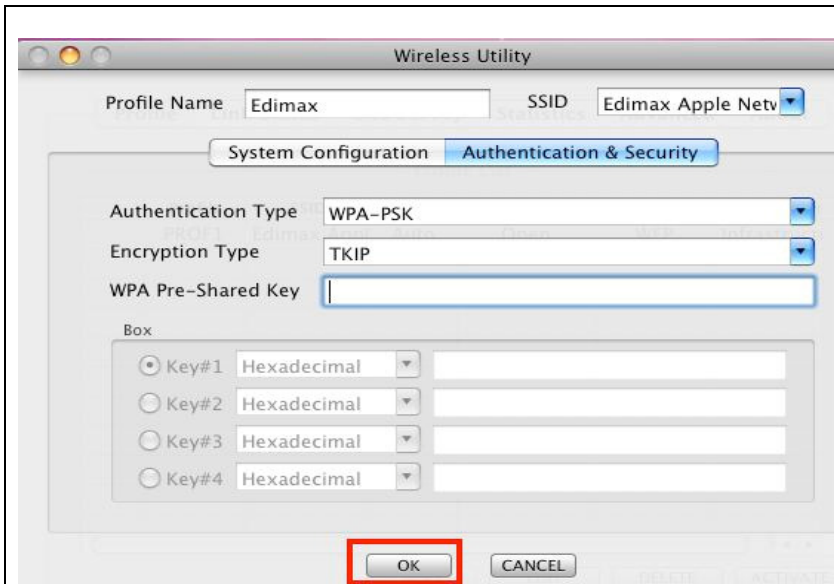 Wireless Utility
Profile Name Edimax SSID Edimax Apple Netw
System Configuration Authentication & Security
Authentication Type WPA-PSK
Encryption Type TKIP
WPA Pre-Shared Key
Box
Key#1 Hexadecimal
Key#2 Hexadecimal
Key#3 Hexadecimal
Key#4 Hexadecimal
OK CANCEL